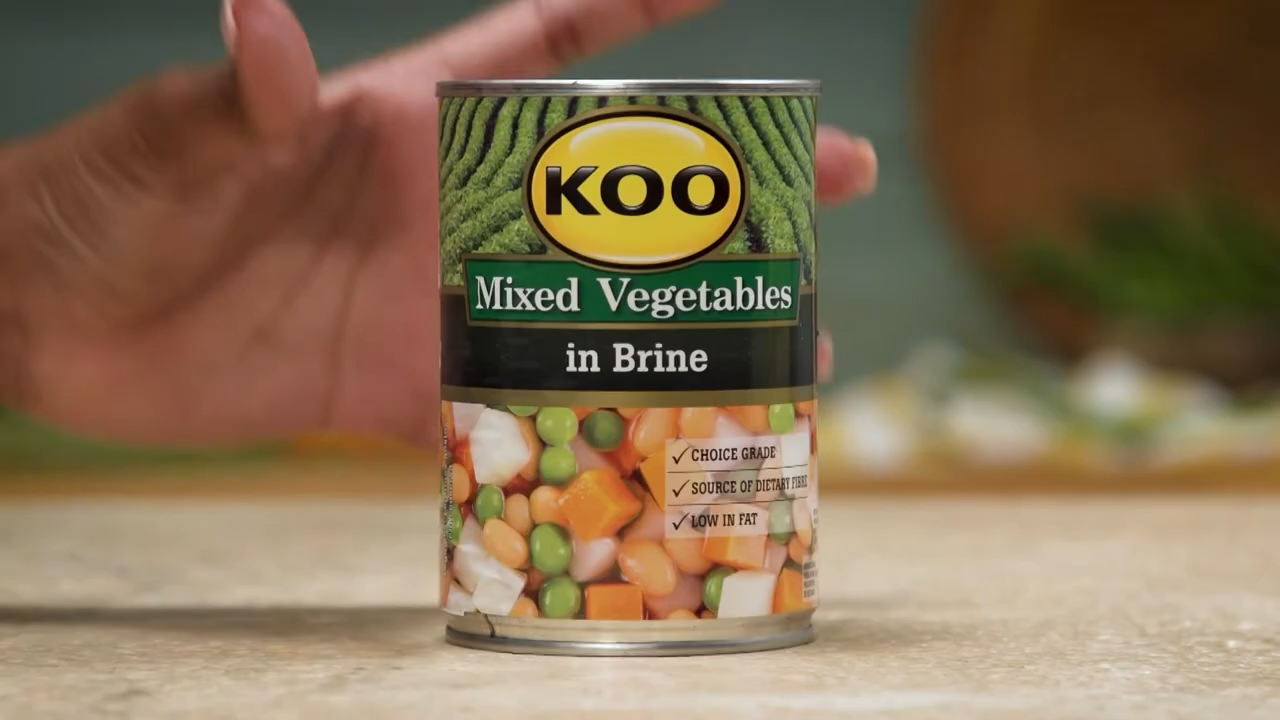 KOO
Mixed Vegetables
in Brine
CHOICE GRADE
SOURCE OF DIETARY FIBRE
LOW IN FAT